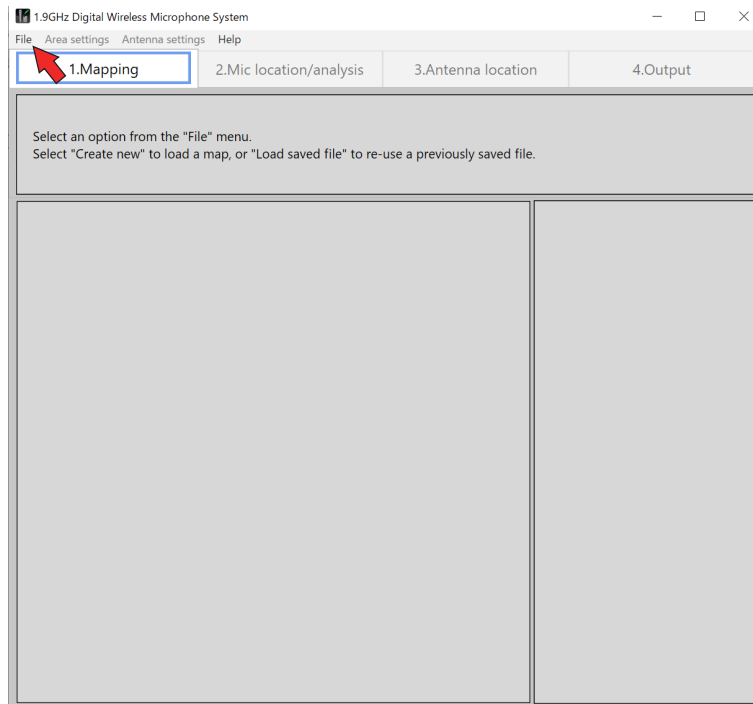 1.9GHz Digital Wireless Microphone System
File Area settings Antenna settings Help
1.Mapping 2.Mic location/analysis 3.Antenna location 4.Output
Select an option from the "File" menu.
Select "Create new" to load a map, or "Load saved file" to re-use a previously saved file.